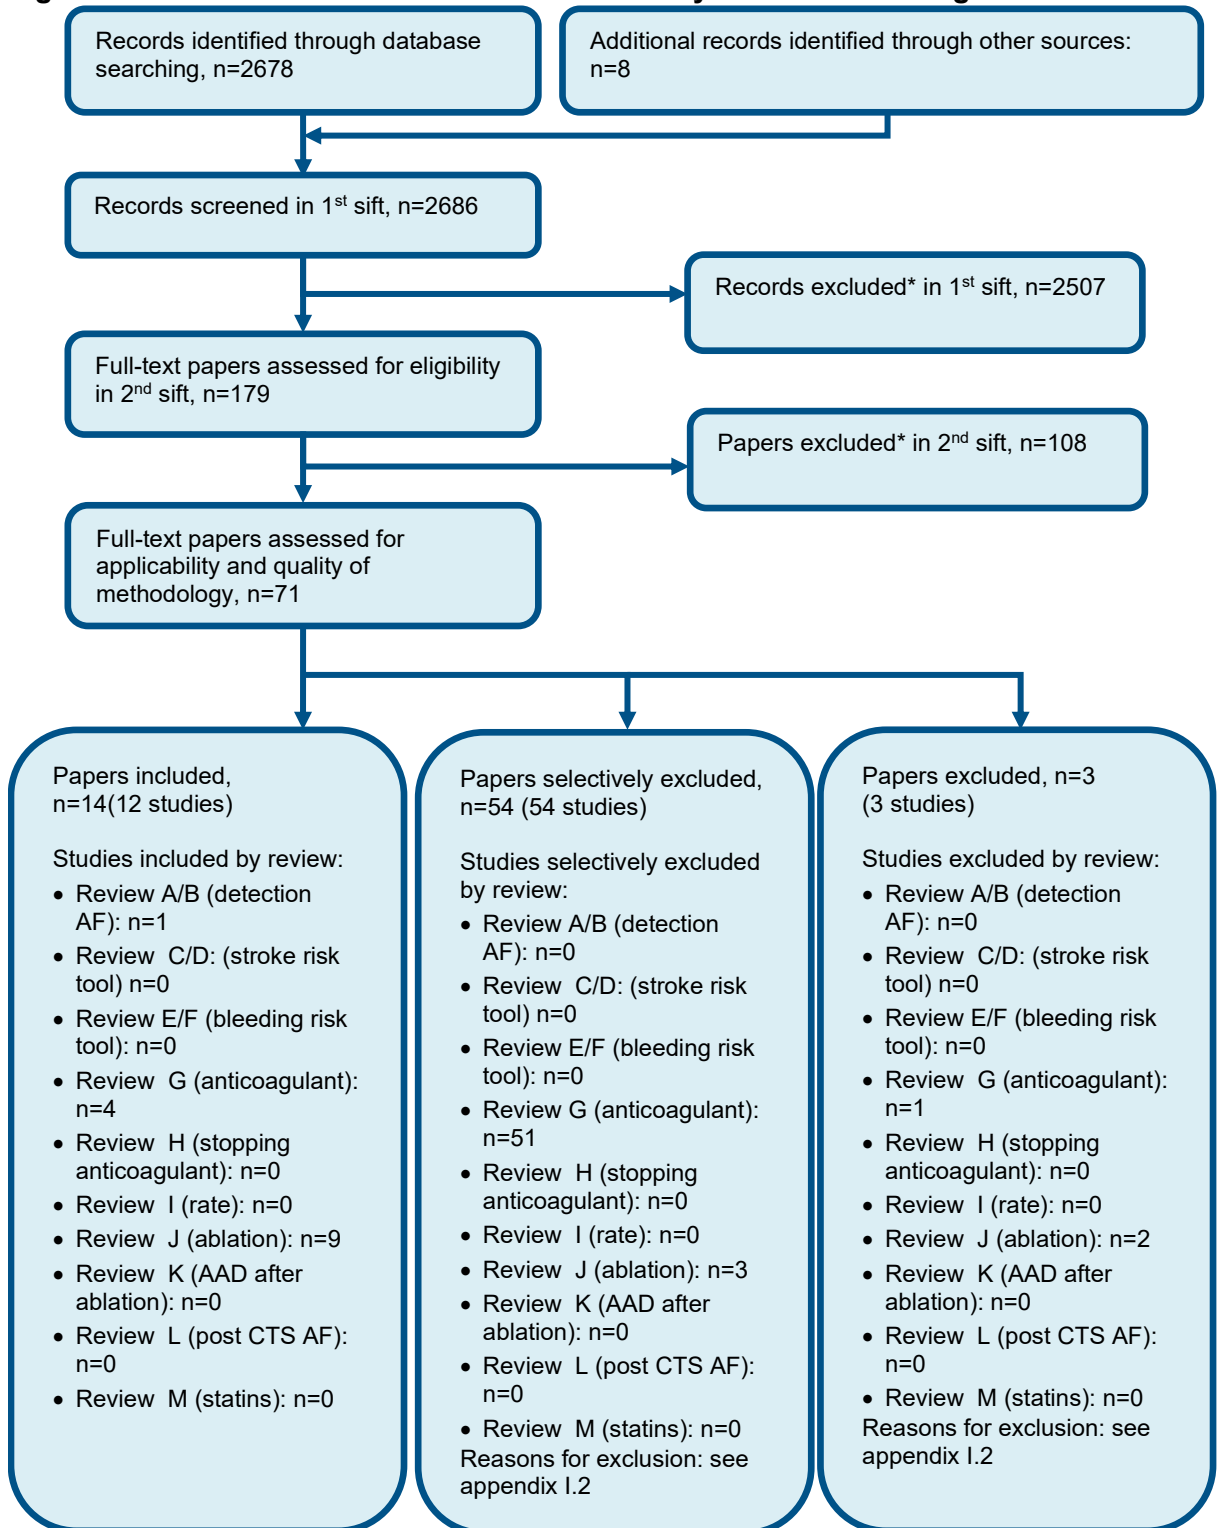 Records identified through database
searching, n=2678
Additional records identified through other sources:
n=8
Records screened in 1st sift, n=2686
Records excluded* in 1st sift, n=2507
Full-text papers assessed for eligibility
in 2nd sift, n=179
Papers excluded* in 2nd sift, n=108
Full-text papers assessed for
applicability and quality of
methodology, n=71
Papers included,
n=14(12 studies)
Studies included by review:
• Review A/B (detection
AF): n=1
• Review C/D: (stroke risk
tool) n=0
• Review E/F (bleeding risk
tool): n=0
• Review G (anticoagulant):
n=4
• Review H (stopping
anticoagulant): n=0
• Review I (rate): n=0
• Review J (ablation): n=9
• Review K (AAD after
ablation): n=0
• Review L (post CTS AF):
n=0
• Review M (statins): n=0
Papers selectively excluded,
n=54 (54 studies)
Studies selectively excluded
by review:
• Review A/B (detection
AF): n=0
• Review C/D: (stroke risk
tool) n=0
• Review E/F (bleeding risk
tool): n=0
• Review G (anticoagulant):
n=51
• Review H (stopping
anticoagulant): n=0
• Review I (rate): n=0
• Review J (ablation): n=3
• Review K (AAD after
ablation): n=0
• Review L (post CTS AF):
n=0
• Review M (statins): n=0
Reasons for exclusion: see
appendix I.2
Papers excluded, n=3
(3 studies)
Studies excluded by review:
• Review A/B (detection
AF): n=0
• Review C/D: (stroke risk
tool) n=0
• Review E/F (bleeding risk
tool): n=0
• Review G (anticoagulant):
n=1
• Review H (stopping
anticoagulant): n=0
• Review I (rate): n=0
• Review J (ablation): n=2
• Review K (AAD after
ablation): n=0
• Review L (post CTS AF):
n=0
• Review M (statins): n=0
Reasons for exclusion: see
appendix I.2